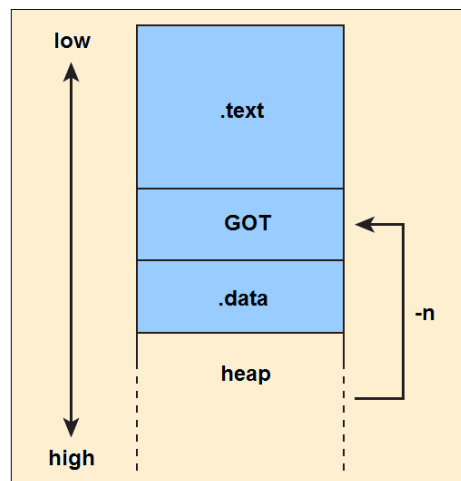 low
.text
GOT
.data
-n
heap
high